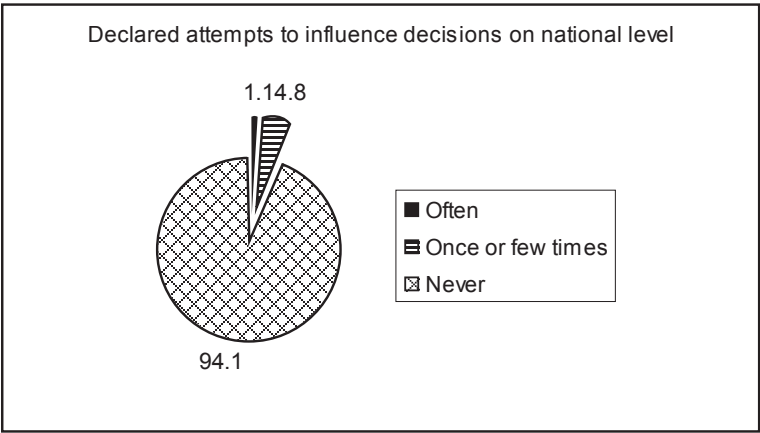 Declared attempts to influence decisions on national level
1.14.8
Often
Once or few times
Never
94.1